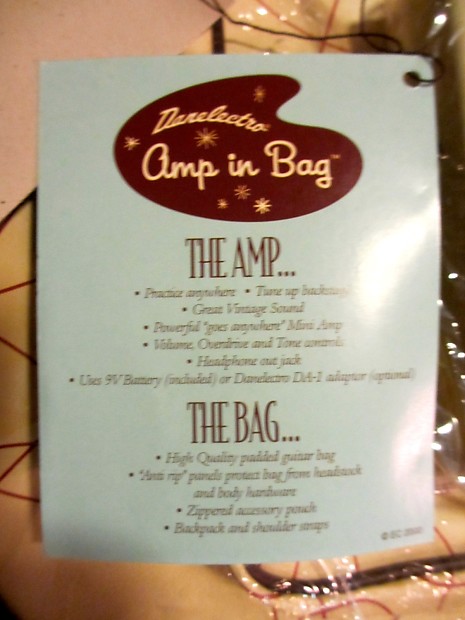 Danelectro
Amp in Bag™
THE AMP...
• Practice anywhere • Tune up backstage
• Great Vintage Sound
• Powerful "goes anywhere" Mini Amp
• Volume, Overdrive and Tone controls
• Headphone out jack
• Uses 9V Battery (included) or Danelectro DA-1 adaptor (optional)
THE BAG...
• High Quality padded guitar bag
• "Anti rip" panels protect bag from headstock
and body hardware
• Zippered accessory pouch
• Backpack and shoulder straps